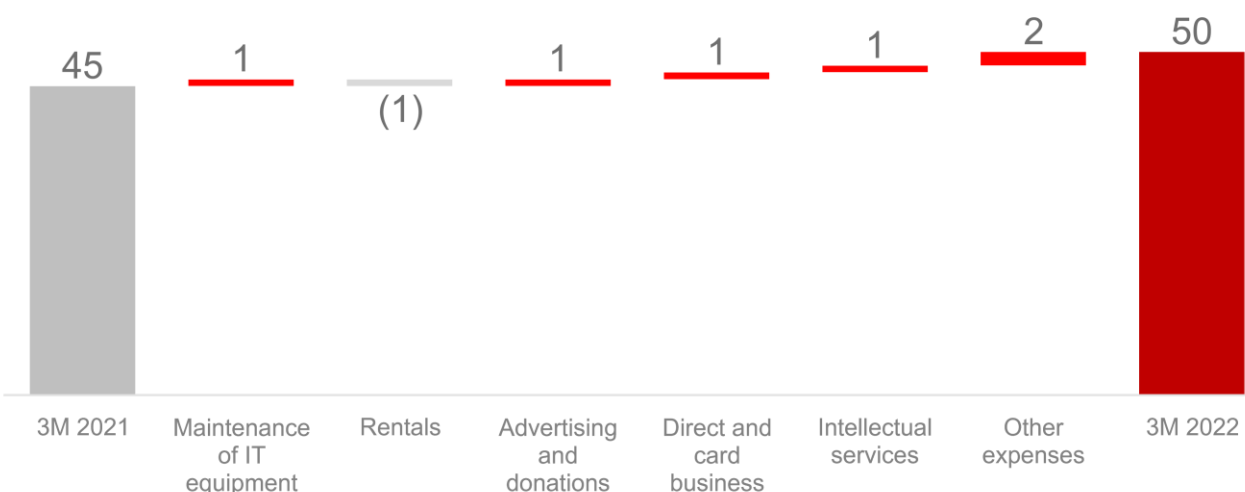 45
1
(1)
1
1
1
2
50
3M 2021
Maintenance
of IT
equipment
Rentals
Advertising
and
donations
Direct and
card
business
Intellectual
services
Other
expenses
3M 2022